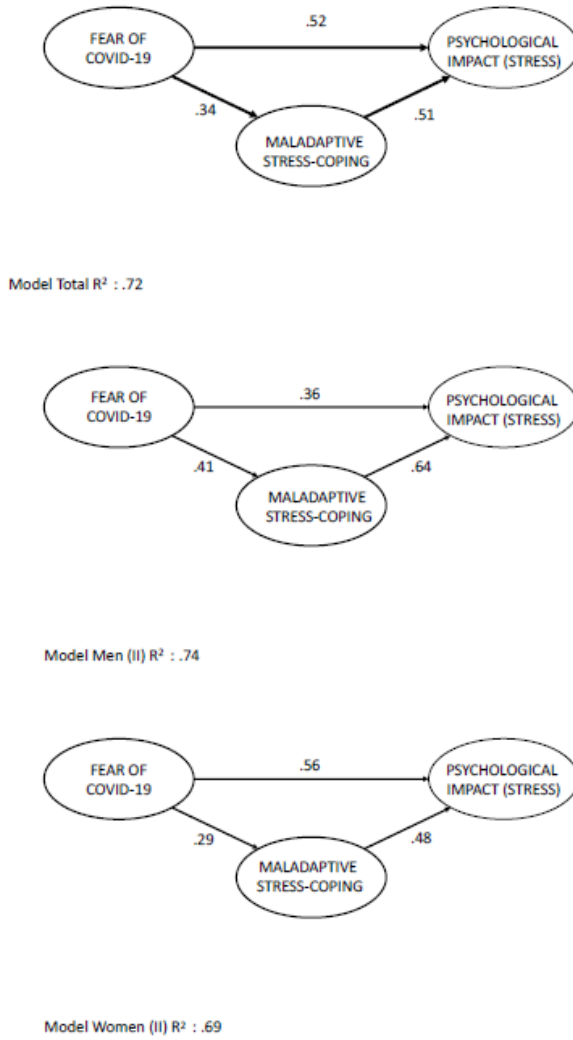 .52
FEAR OF
COVID-19
PSYCHOLOGICAL
IMPACT (STRESS)
.34
.51
MALADAPTIVE
STRESS-COPING
Model Total R² : .72
FEAR OF
COVID-19
.36
PSYCHOLOGICAL
IMPACT (STRESS)
.41
.64
MALADAPTIVE
STRESS-COPING
Model Men (II) R² : .74
FEAR OF
COVID-19
.56
PSYCHOLOGICAL
IMPACT (STRESS)
.29
.48
MALADAPTIVE
STRESS-COPING
Model Women (II) R² : .69